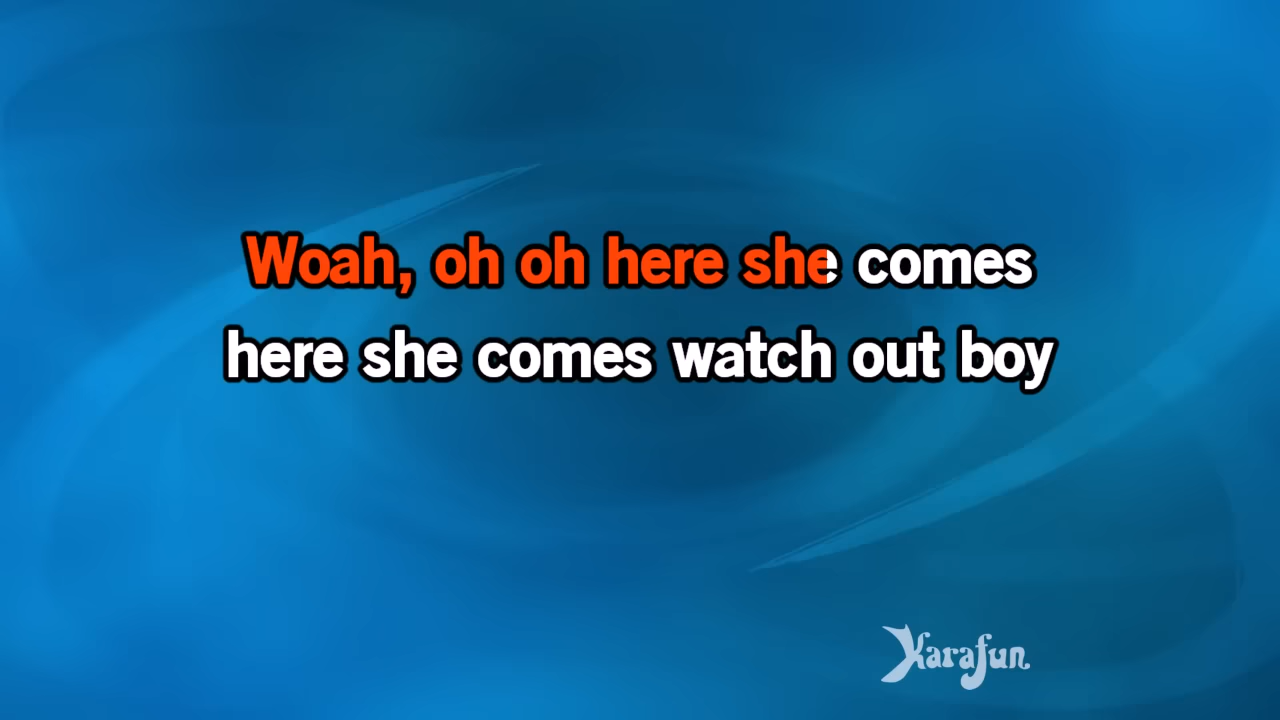 Woah, oh oh here she comes
here she comes watch out boy
Karafun